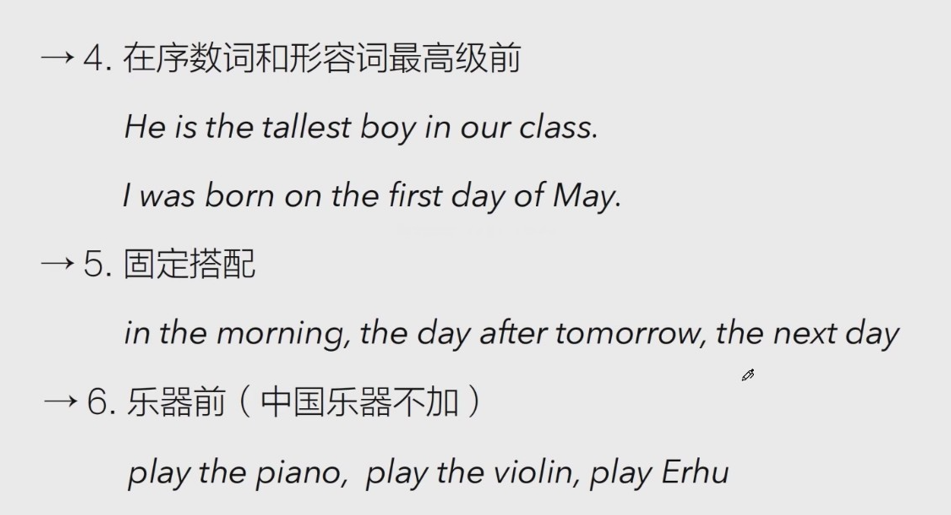 → 4. 在序数词和形容词最高级前
He is the tallest boy in our class.
I was born on the first day of May.
→ 5. 固定搭配
in the morning, the day after tomorrow, the next day
→ 6. 乐器前（中国乐器不加）
play the piano, play the violin, play Erhu